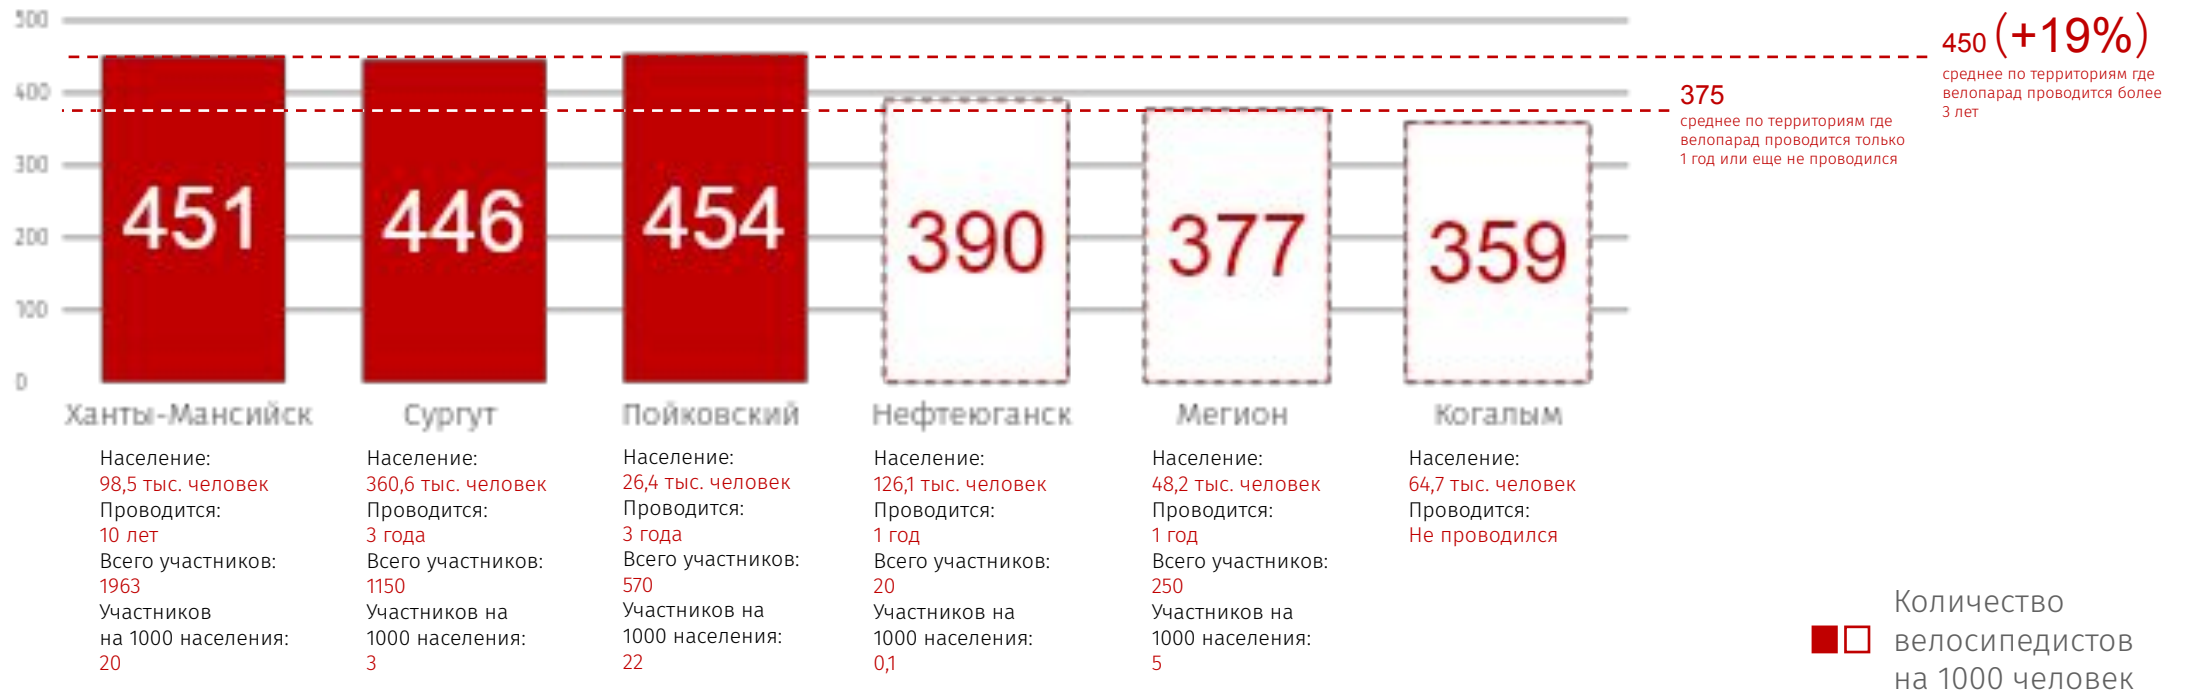 500
400
300
200
100
0
451
446
454
390
377
359
450 (+19%)
среднее по территориям где
велопарад проводится более
3 лет
375
среднее по территориям где
велопарад проводится только
1 год или еще не проводился
Ханты-Мансийск
Население:
98,5 тыс. человек
Проводится:
10 лет
Всего участников:
1963
Участников
на 1000 населения:
20
Сургут
Население:
360,6 тыс. человек
Проводится:
3 года
Всего участников:
1150
Участников на
1000 населения:
3
Пойковский
Население:
26,4 тыс. человек
Проводится:
3 года
Всего участников:
570
Участников на
1000 населения:
22
Нефтеюганск
Население:
126,1 тыс. человек
Проводится:
1 год
Всего участников:
20
Участников на
1000 населения:
0,1
Мегион
Население:
48,2 тыс. человек
Проводится:
1 год
Всего участников:
250
Участников на
1000 населения:
5
Когалым
Население:
64,7 тыс. человек
Проводится:
Не проводился
Количество
велосипедистов
на 1000 человек